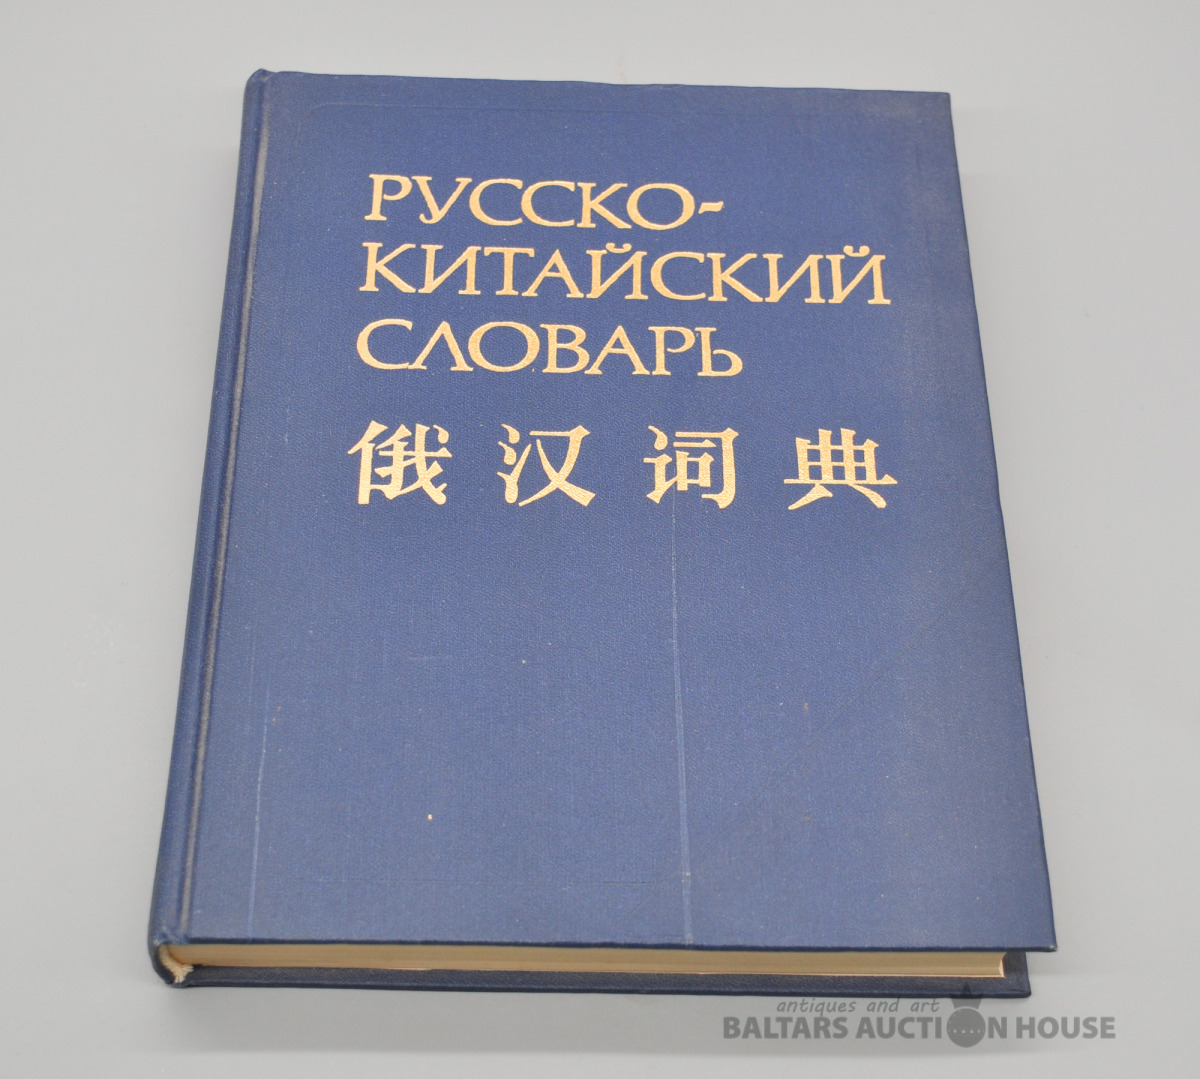 РУССКО-
КИТАЙСКИЙ
СЛОВАРЬ
俄汉词典
antiques and art
BALTARS AUCTION HOUSE